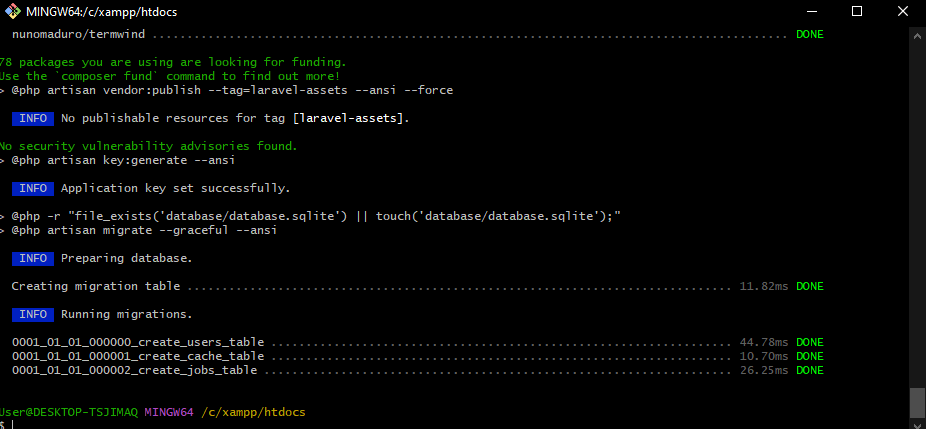 MINGW64:/c/xampp/htdocs
nunomaduro/termwind ........................................................................................... DONE
78 packages you are using are looking for funding.
Use the `composer fund` command to find out more!
> @php artisan vendor:publish --tag=laravel-assets --ansi --force
INFO No publishable resources for tag [laravel-assets].
No security vulnerability advisories found.
> @php artisan key:generate --ansi
INFO Application key set successfully.
> @php -r "file_exists('database/database.sqlite') || touch('database/database.sqlite');"
> @php artisan migrate --graceful --ansi
INFO Preparing database.
Creating migration table .............................................................................. 11.82ms DONE
INFO Running migrations.
0001_01_01_000000_create_users_table .................................................................. 44.78ms DONE
0001_01_01_000001_create_cache_table .................................................................. 10.70ms DONE
0001_01_01_000002_create_jobs_table ................................................................... 26.25ms DONE
User@DESKTOP-TSJIMAQ MINGW64 /c/xampp/htdocs
$